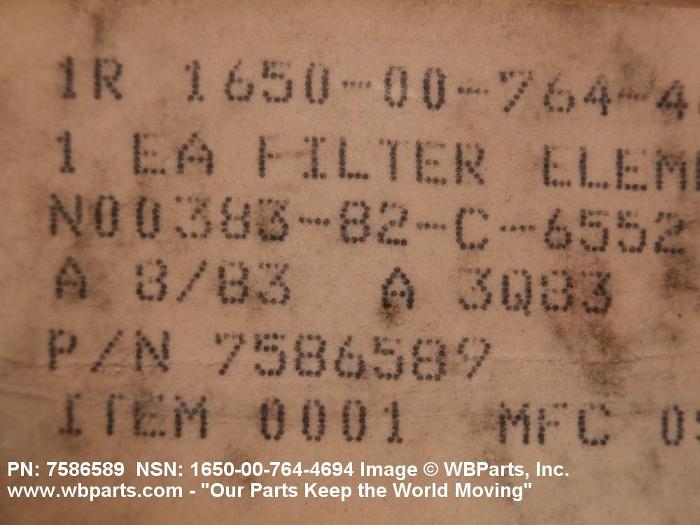 1R 1650-00-764-4
1 EA FILTER ELEM
N00383-82-C-6552
A 8/83 A 3Q83
P/N 7586589
ITEM 0001 MFC 0
PN: 7586589 NSN: 1650-00-764-4694 Image © WBParts, Inc.
www.wbparts.com - "Our Parts Keep the World Moving"